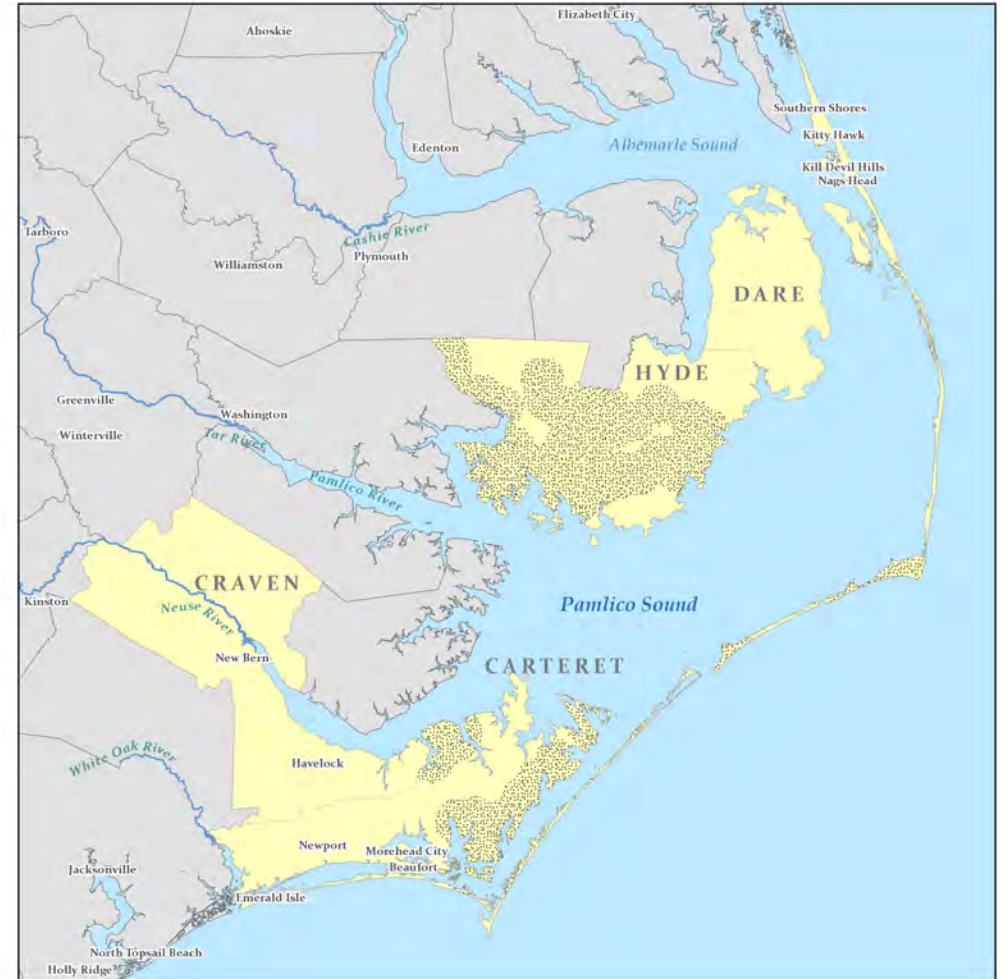 Elizabeth City
Ahoskie
Southern Shores
Kitty Hawk
Albemarle Sound
Edenton
Kill Devil Hills
Nags Head
Tarboro
Cashie River
Plymouth
Williamston
DARE
HYDE
Greenville
Washington
Winterville
Tar River
Pamlico River
CRAVEN
Kinston
Neuse River
Pamlico Sound
New Bern
CARTERET
White Oak River
Havelock
Newport
Morehead City
Beaufort
Jacksonville
Emerald Isle
North Topsail Beach
Holly Ridge